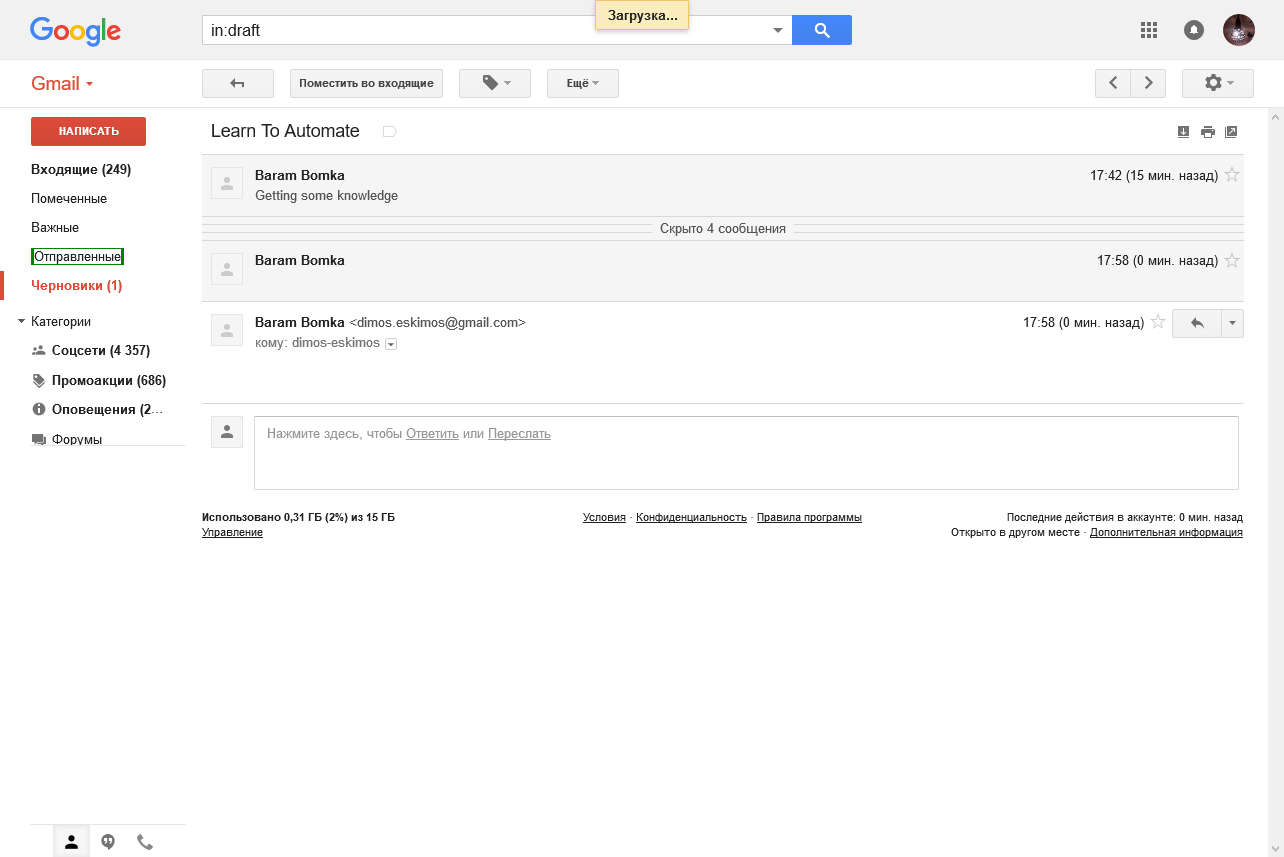 Загрузка...
Google
in:draft
Gmail
Поместить во входящие
Ещё
НАПИСАТЬ
Входящие (249)
Помеченные
Важные
Отправленные
Черновики (1)
Категории
Соцсети (4 357)
Промоакции (686)
Оповещения (2...
Форумы
Learn To Automate
Baram Bomka
17:42 (15 мин. назад)
Getting some knowledge
Скрыто 4 сообщения
Baram Bomka
17:58 (0 мин. назад)
Baram Bomka <dimos.eskimos@gmail.com>
17:58 (0 мин. назад)
кому: dimos-eskimos
Нажмите здесь, чтобы Ответить или Переслать
Использовано 0,31 ГБ (2%) из 15 ГБ
Управление
Условия · Конфиденциальность · Правила программы
Последние действия в аккаунте: 0 мин. назад
Открыто в другом месте · Дополнительная информация